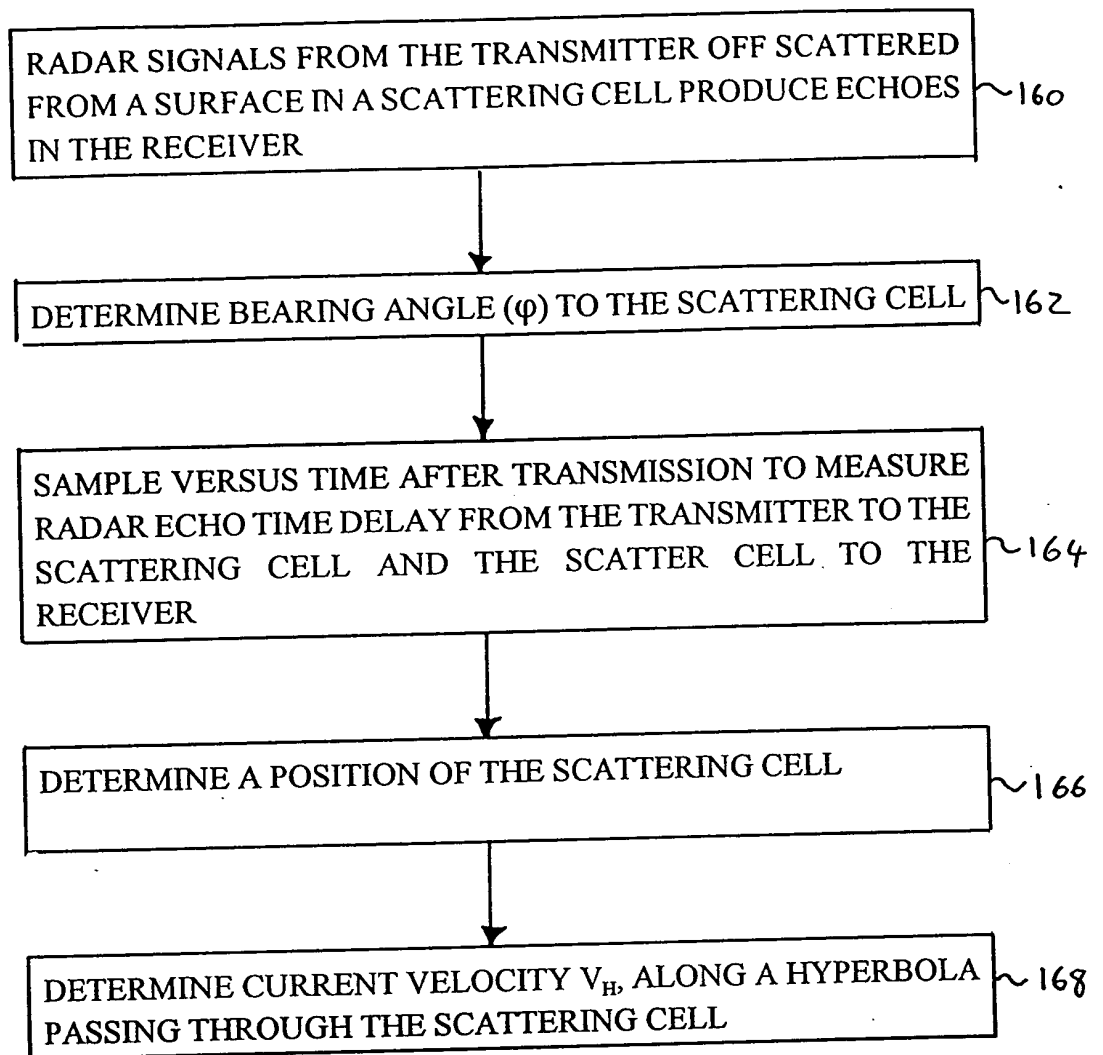 RADAR SIGNALS FROM THE TRANSMITTER OFF SCATTERED
FROM A SURFACE IN A SCATTERING CELL PRODUCE ECHOES
IN THE RECEIVER
160
DETERMINE BEARING ANGLE (φ) TO THE SCATTERING CELL
162
SAMPLE VERSUS TIME AFTER TRANSMISSION TO MEASURE
RADAR ECHO TIME DELAY FROM THE TRANSMITTER TO THE
SCATTERING CELL AND THE SCATTER CELL TO THE
RECEIVER
164
DETERMINE A POSITION OF THE SCATTERING CELL
166
DETERMINE CURRENT VELOCITY V_H, ALONG A HYPERBOLA
PASSING THROUGH THE SCATTERING CELL
168